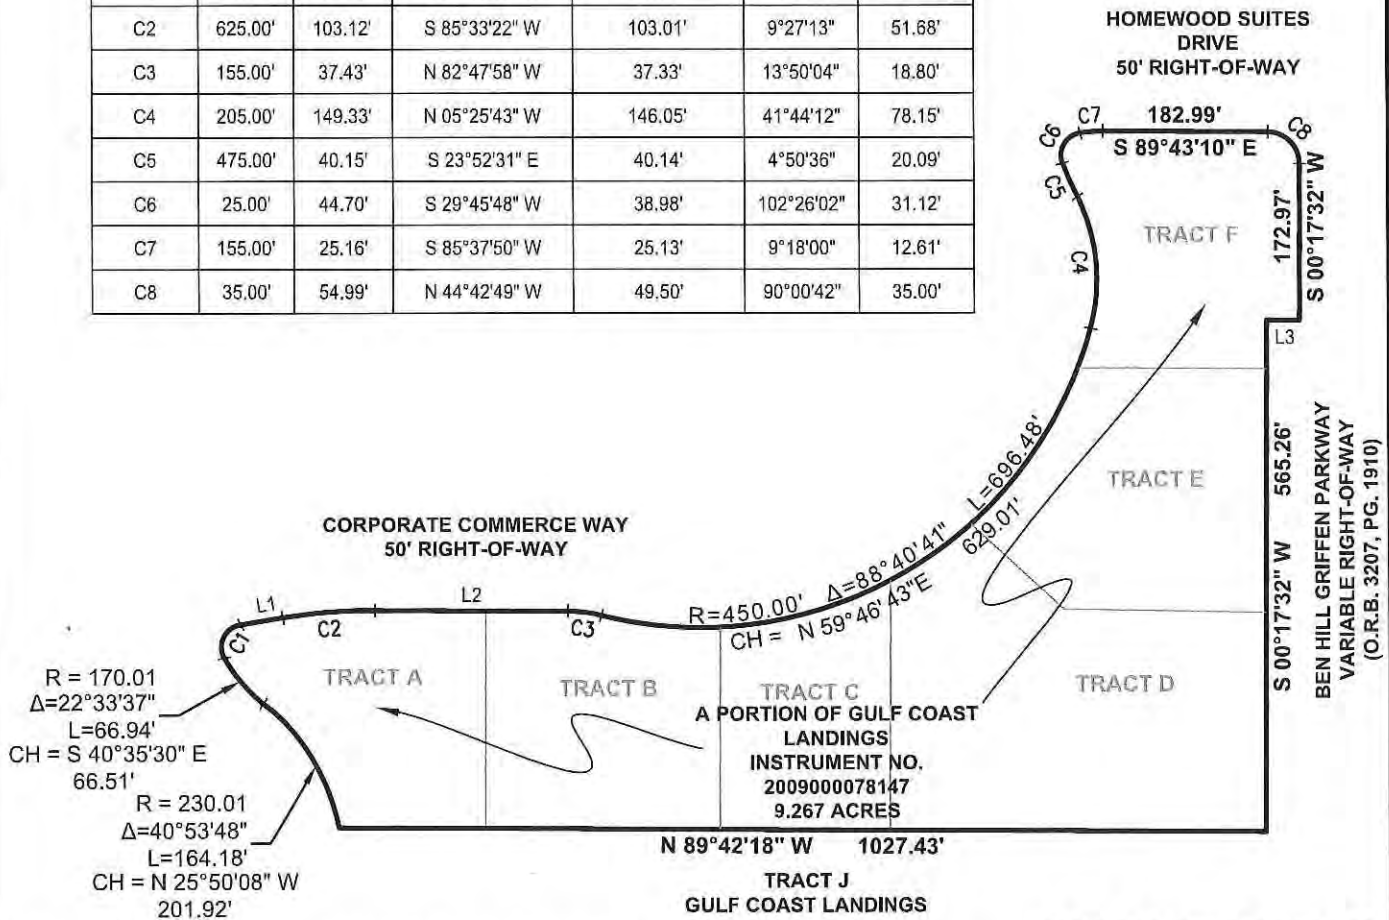 C2 625.00' 103.12' S 85°33'22" W 103.01' 9°27'13" 51.68'
C3 155.00' 37.43' N 82°47'58" W 37.33' 13°50'04" 18.80'
C4 205.00' 149.33' N 05°25'43" W 146.05' 41°44'12" 78.15'
C5 475.00' 40.15' S 23°52'31" E 40.14' 4°50'36" 20.09'
C6 25.00' 44.70' S 29°45'48" W 38.98' 102°26'02" 31.12'
C7 155.00' 25.16' S 85°37'50" W 25.13' 9°18'00" 12.61'
C8 35.00' 54.99' N 44°42'49" W 49.50' 90°00'42" 35.00'
HOMEWOOD SUITES
DRIVE
50' RIGHT-OF-WAY
C6
C7
182.99'
C8
S 89°43'10" E
C5
172.97"
S 00°17'32" W
TRACT F
C4
L3
TRACT E
565.26'
S 00°17'32" W
BEN HILL GRIFFEN PARKWAY
VARIABLE RIGHT-OF-WAY
(O.R.B. 3207, PG. 1910)
CORPORATE COMMERCE WAY
50' RIGHT-OF-WAY
L1
L2
C1
C2
C3
R=450.00' Δ=88°40'41" L=696.48'
CH = N 59°46'43"E 629.01'
R = 170.01
Δ=22°33'37"
L=66.94'
CH = S 40°35'30" E
66.51'
R = 230.01
Δ=40°53'48"
L=164.18'
CH = N 25°50'08" W
201.92'
TRACT A
TRACT B
TRACT C
TRACT D
A PORTION OF GULF COAST
LANDINGS
INSTRUMENT NO.
2009000078147
9.267 ACRES
N 89°42'18" W 1027.43'
TRACT J
GULF COAST LANDINGS